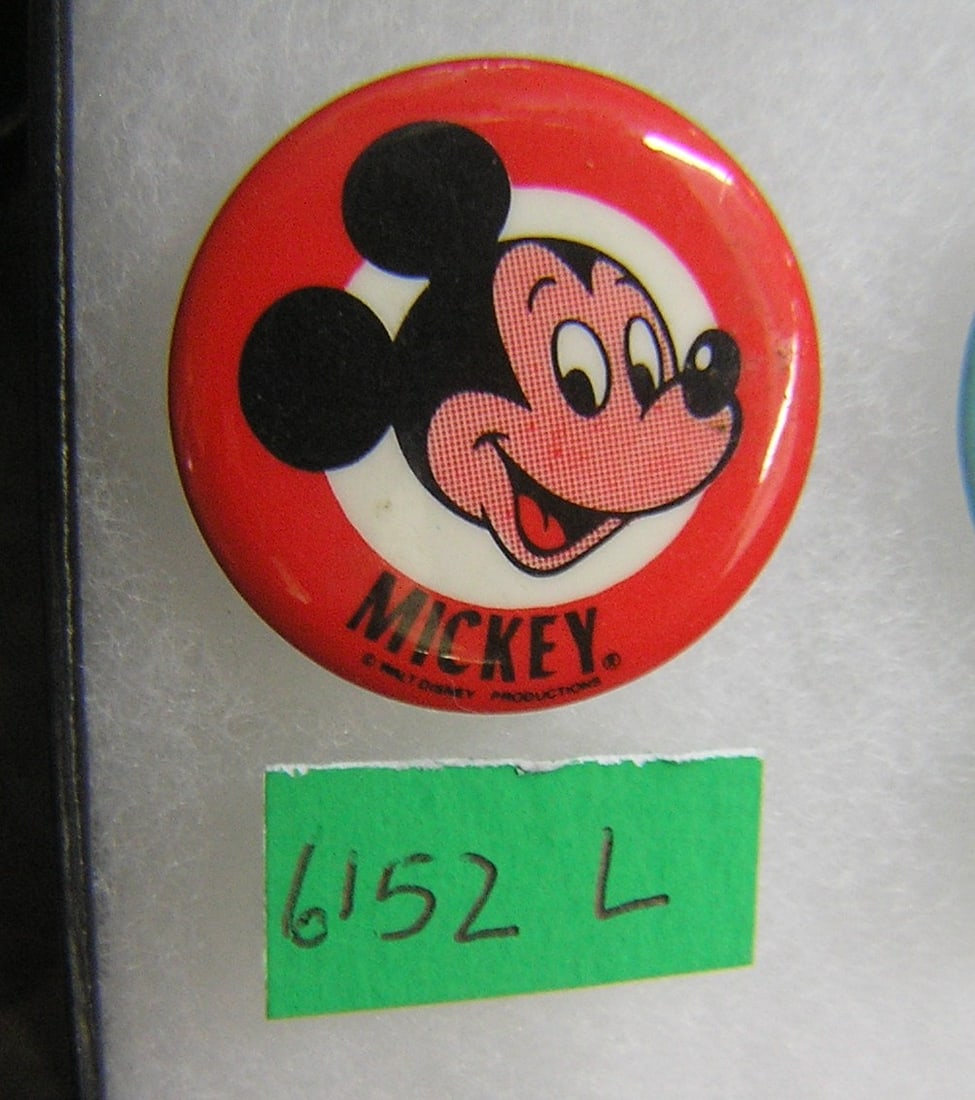 MICKEY®
© WALT DISNEY PRODUCTIONS
6152 L